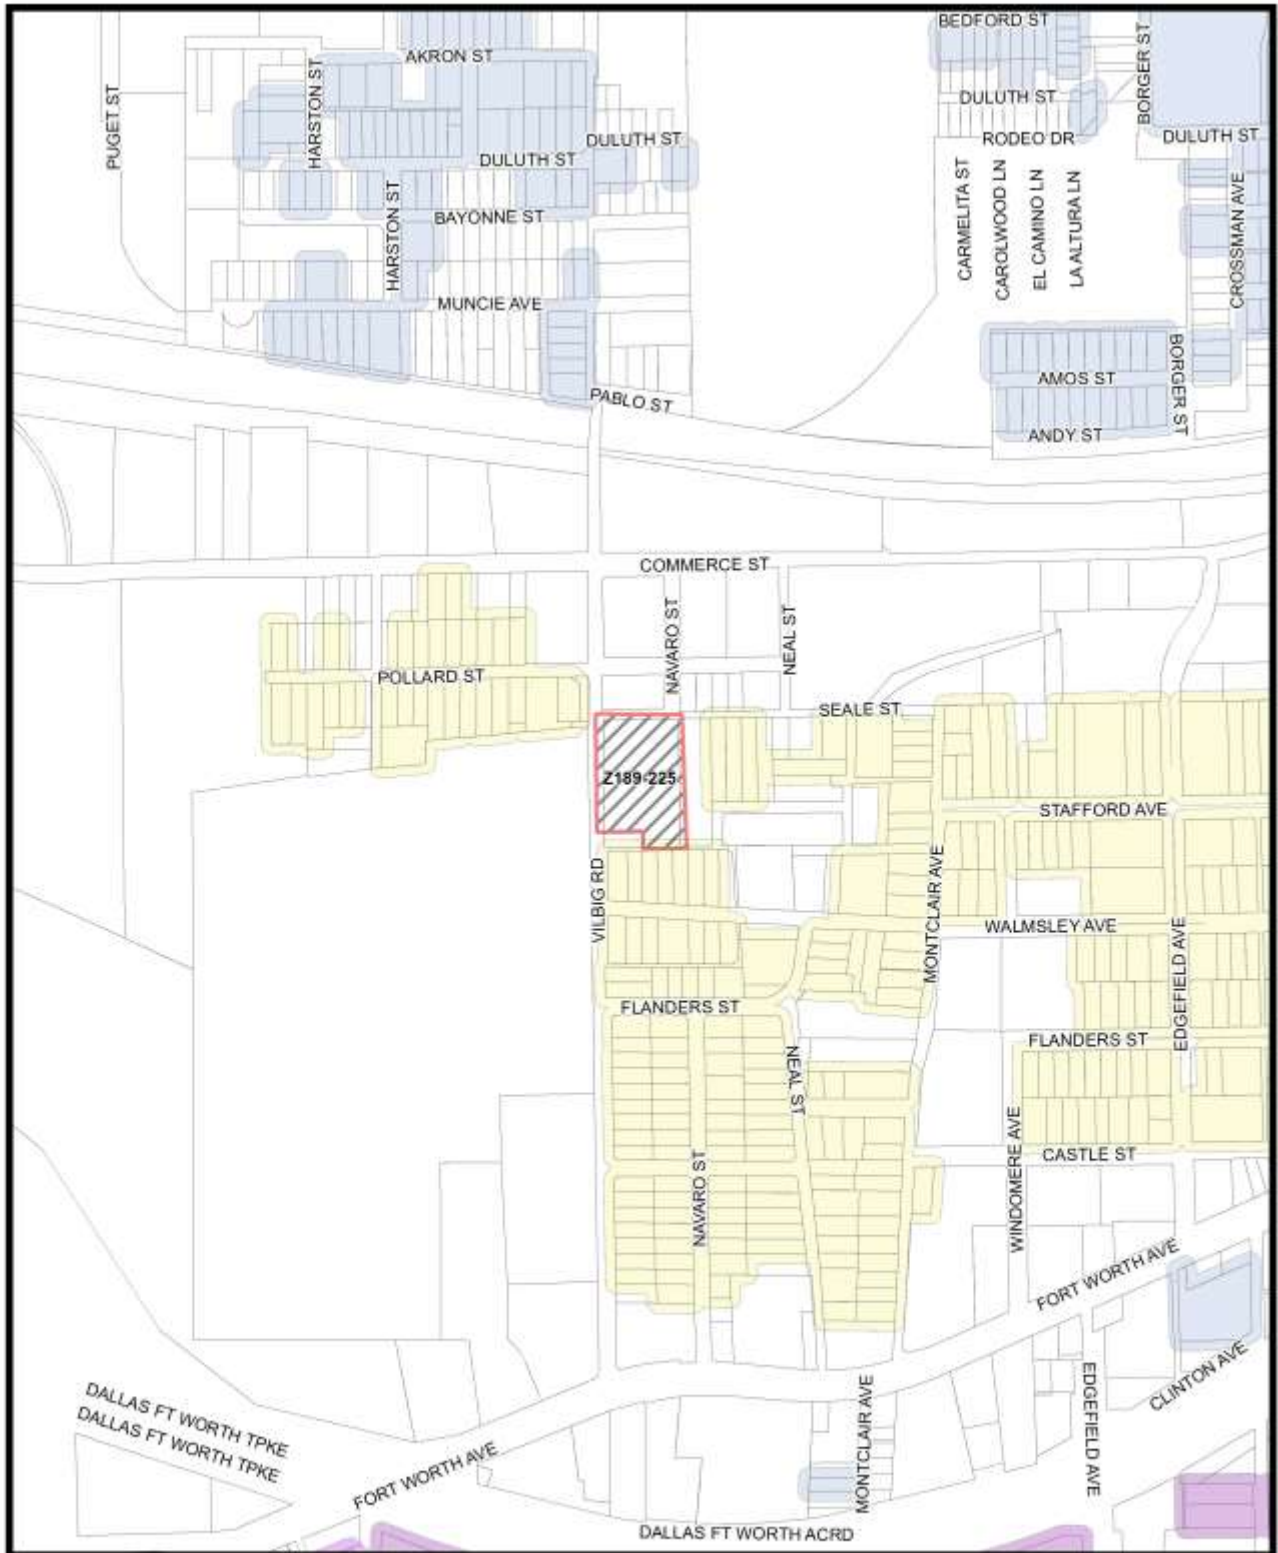 BEDFORD ST
AKRON ST
BORGER ST
HARSTON ST
PUGET ST
DULUTH ST
DULUTH ST
RODEO DR
DULUTH ST
DULUTH ST
CARMELITA ST
CAROLWOOD LN
EL CAMINO LN
LA ALTURA LN
CROSSMAN AVE
HARSTON ST
BAYONNE ST
MUNCIE AVE
BORGER ST
AMOS ST
PABLO ST
ANDY ST
COMMERCE ST
NAVARO ST
NEAL ST
POLLARD ST
SEALE ST
Z189-225
STAFFORD AVE
VILBIG RD
MONTCLAIR AVE
WALMSLEY AVE
EDGEFIELD AVE
FLANDERS ST
FLANDERS ST
NEAL ST
WINDOMERE AVE
CASTLE ST
NAVARO ST
FORT WORTH AVE
CLINTON AVE
EDGEFIELD AVE
MONTCLAIR AVE
DALLAS FT WORTH TPKE
DALLAS FT WORTH TPKE
FORT WORTH AVE
DALLAS FT WORTH ACRD